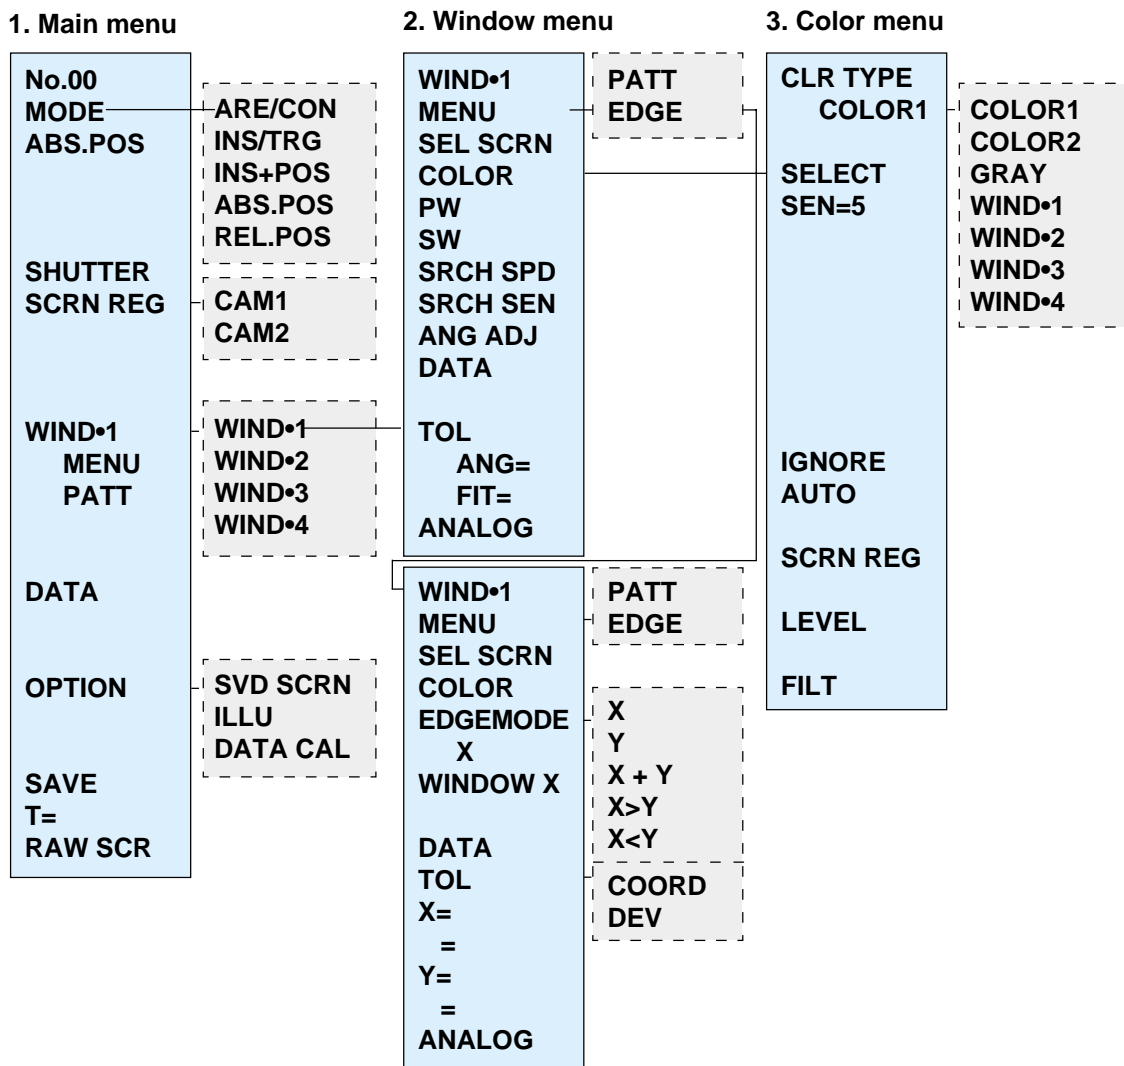 1. Main menu
No.00
MODE
ABS.POS
SHUTTER
SCRN REG
WIND•1
MENU
PATT
DATA
OPTION
SAVE
T=
RAW SCR
ARE/CON
INS/TRG
INS+POS
ABS.POS
REL.POS
CAM1
CAM2
WIND•1
WIND•2
WIND•3
WIND•4
SVD SCRN
ILLU
DATA CAL
2. Window menu
WIND•1
MENU
SEL SCRN
COLOR
PW
SW
SRCH SPD
SRCH SEN
ANG ADJ
DATA
TOL
ANG=
FIT=
ANALOG
PATT
EDGE
WIND•1
MENU
SEL SCRN
COLOR
EDGEMODE
X
WINDOW X
DATA
TOL
X=
=
Y=
=
ANALOG
PATT
EDGE
X
Y
X + Y
X>Y
X<Y
COORD
DEV
3. Color menu
CLR TYPE
COLOR1
SELECT
SEN=5
IGNORE
AUTO
SCRN REG
LEVEL
FILT
COLOR1
COLOR2
GRAY
WIND•1
WIND•2
WIND•3
WIND•4